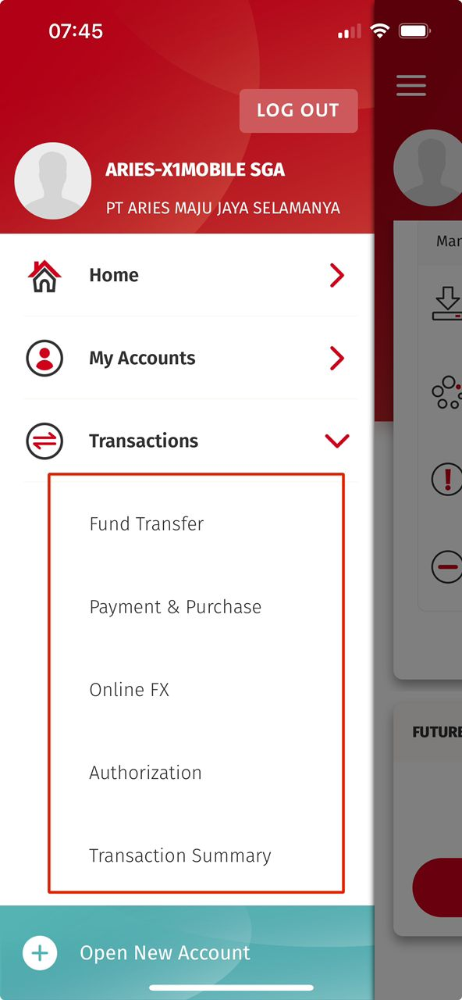 07:45
LOG OUT
ARIES-X1MOBILE SGA
PT ARIES MAJU JAYA SELAMANYA
Home
My Accounts
Transactions
Fund Transfer
Payment & Purchase
Online FX
Authorization
Transaction Summary
Open New Account
Mar
FUTURE